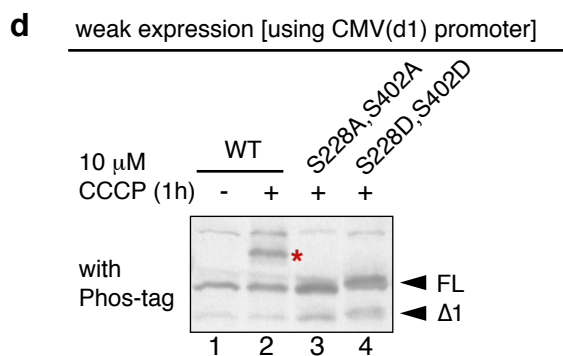 d
weak expression [using CMV(d1) promoter]
S228A,S402A
S228D,S402D
WT
10 μM
CCCP (1h) - + + +
*
with
Phos-tag
FL
Δ1
1 2 3 4